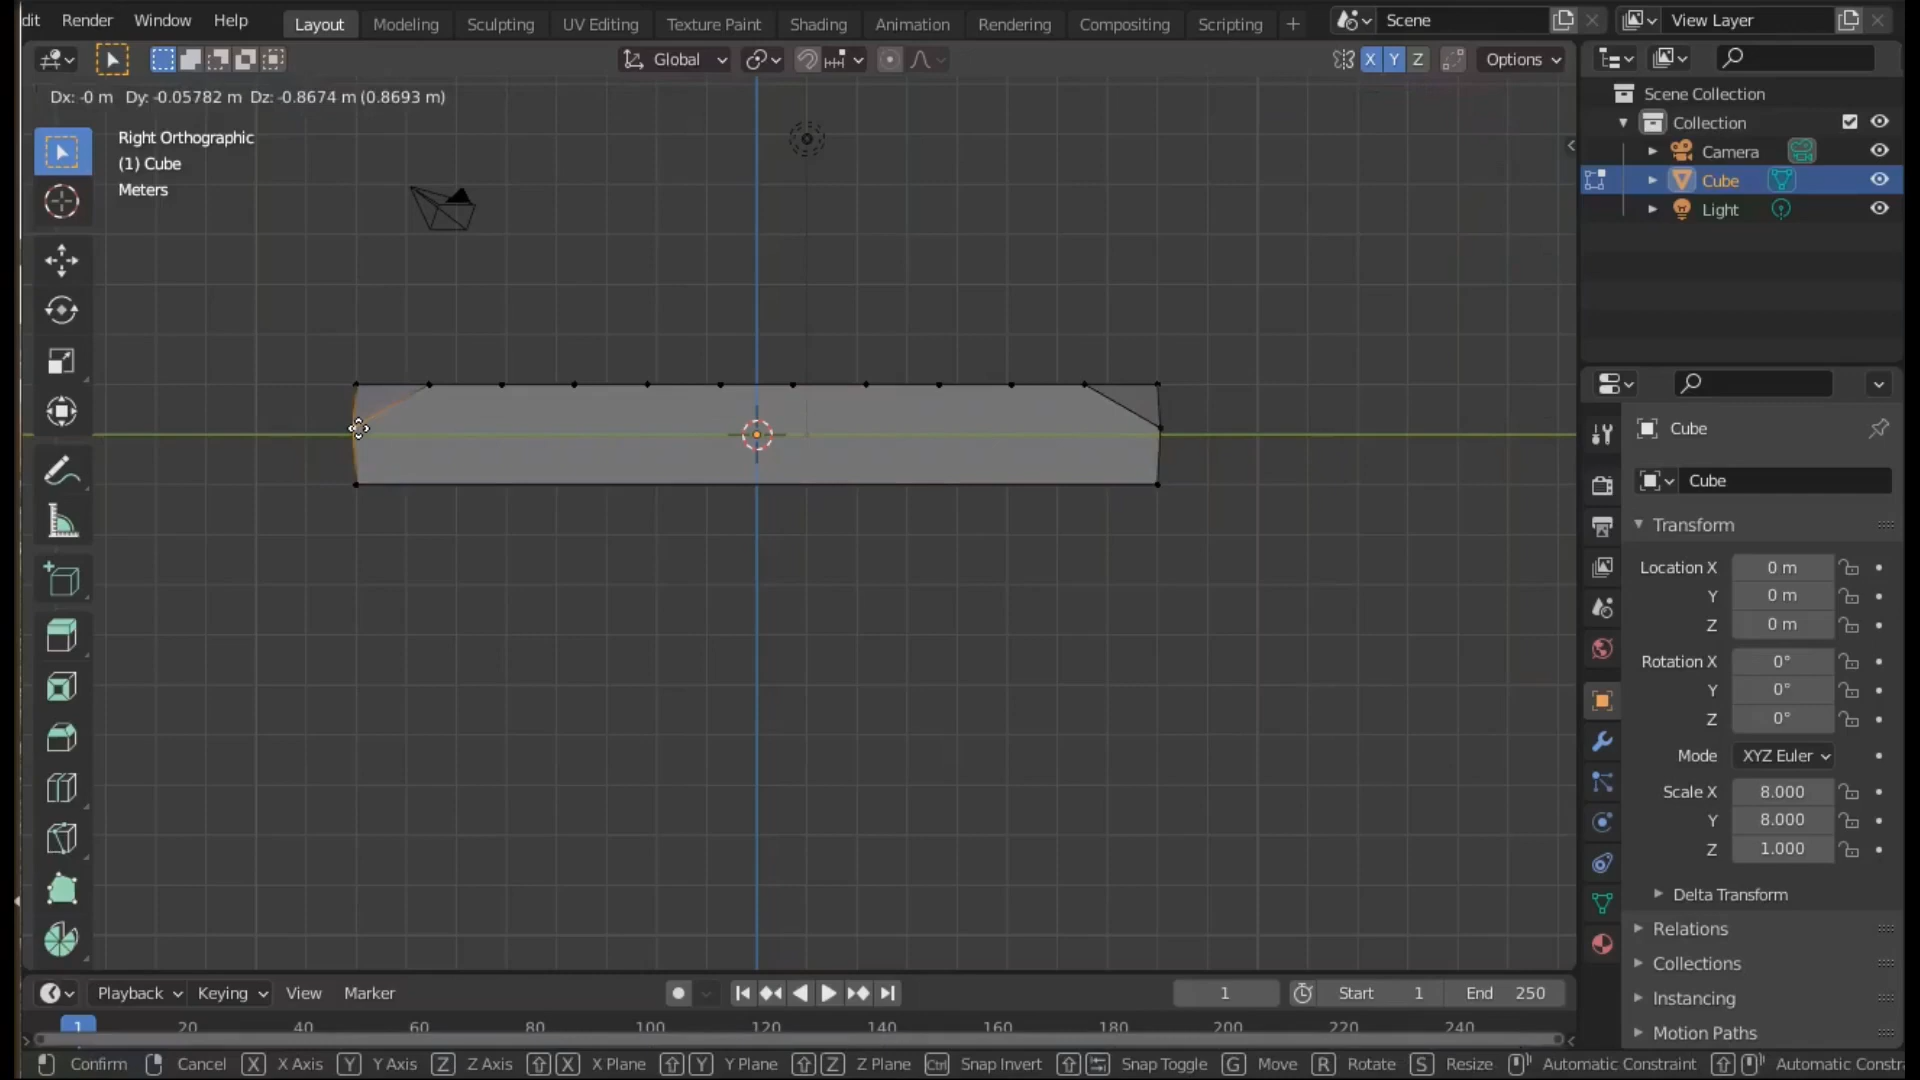 dit Render Window Help Layout Modeling Sculpting UV Editing Texture Paint Shading Animation Rendering Compositing Scripting + Scene View Layer
Global X Y Z Options
Dx: -0 m Dy: -0.05782 m Dz: -0.8674 m (0.8693 m)
Right Orthographic
(1) Cube
Meters
Scene Collection
Collection
Camera
Cube
Light
Cube
Cube
Transform
Location X 0 m
Y 0 m
Z 0 m
Rotation X 0°
Y 0°
Z 0°
Mode XYZ Euler
Scale X 8.000
Y 8.000
Z 1.000
Delta Transform
Relations
Collections
Instancing
Motion Paths
Playback Keying View Marker 1 Start 1 End 250
1 20 40 60 80 100 120 140 160 180 200 220 240
Confirm Cancel X X Axis Y Y Axis Z Z Axis X X Plane Y Y Plane Z Z Plane Ctrl Snap Invert Snap Toggle G Move R Rotate S Resize Automatic Constraint Automatic Constr